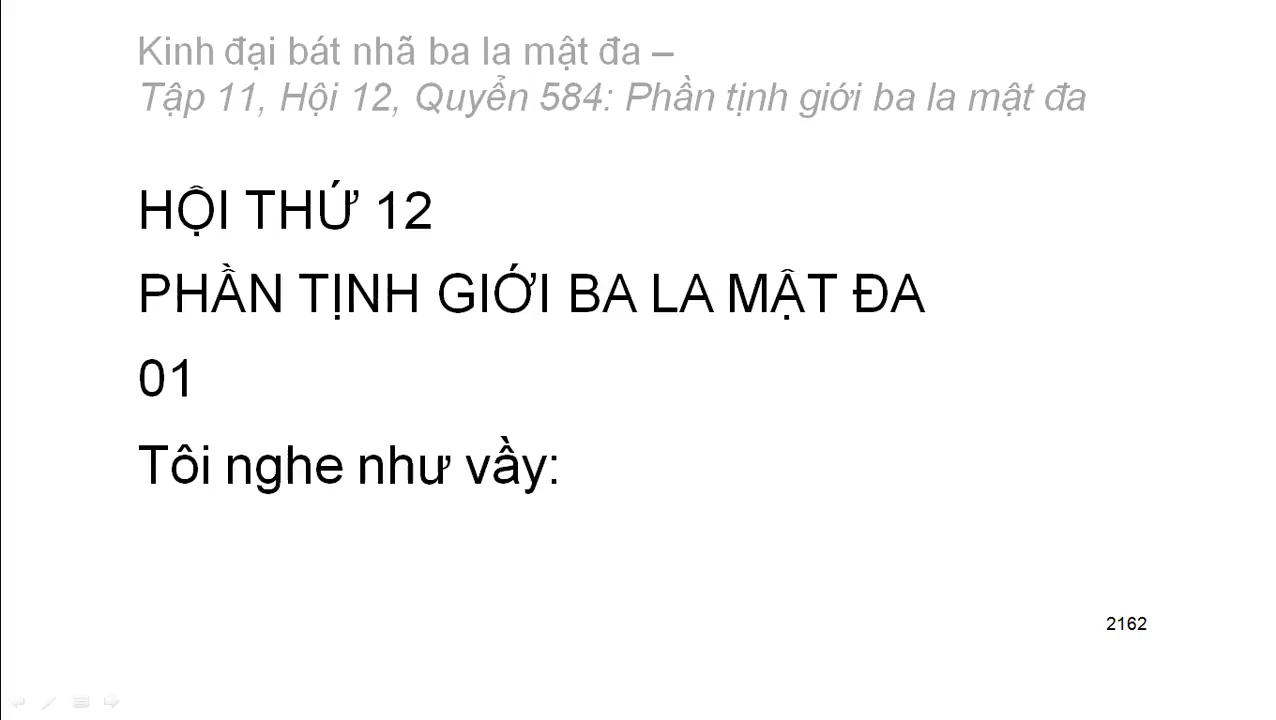 Kinh đại bát nhã ba la mật đa –
Tập 11, Hội 12, Quyển 584: Phần tịnh giới ba la mật đa
HỘI THỨ 12
PHẦN TỊNH GIỚI BA LA MẬT ĐA
01
Tôi nghe như vầy:
2162